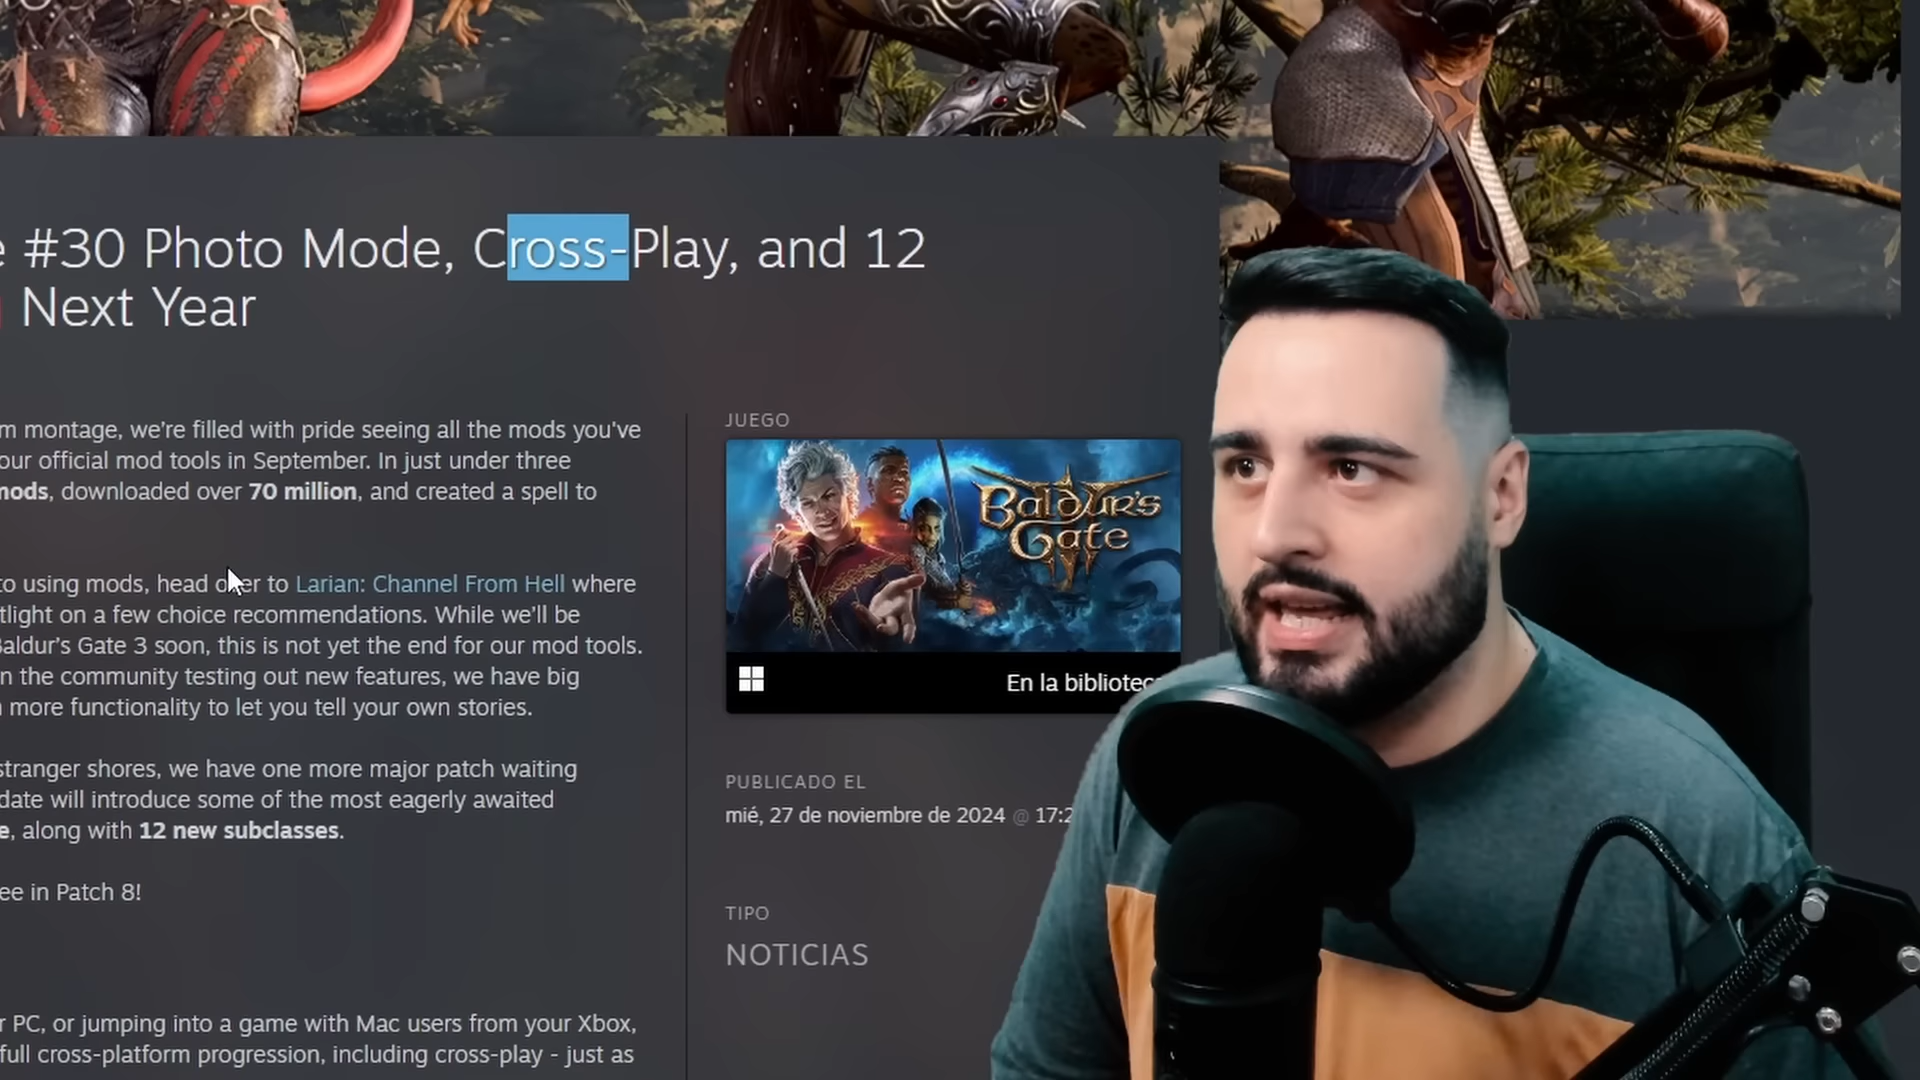 #30 Photo Mode, Cross-Play, and 12
Next Year
m montage, we're filled with pride seeing all the mods you've
our official mod tools in September. In just under three
mods, downloaded over 70 million, and created a spell to
to using mods, head over to Larian: Channel From Hell where
tlight on a few choice recommendations. While we'll be
Baldur's Gate 3 soon, this is not yet the end for our mod tools.
n the community testing out new features, we have big
more functionality to let you tell your own stories.
stranger shores, we have one more major patch waiting
date will introduce some of the most eagerly awaited
e, along with 12 new subclasses.
ee in Patch 8!
r PC, or jumping into a game with Mac users from your Xbox,
full cross-platform progression, including cross-play - just as
JUEGO
Baldur's
Gate
III
En la bibliotec
PUBLICADO EL
mié, 27 de noviembre de 2024 @ 17:2
TIPO
NOTICIAS